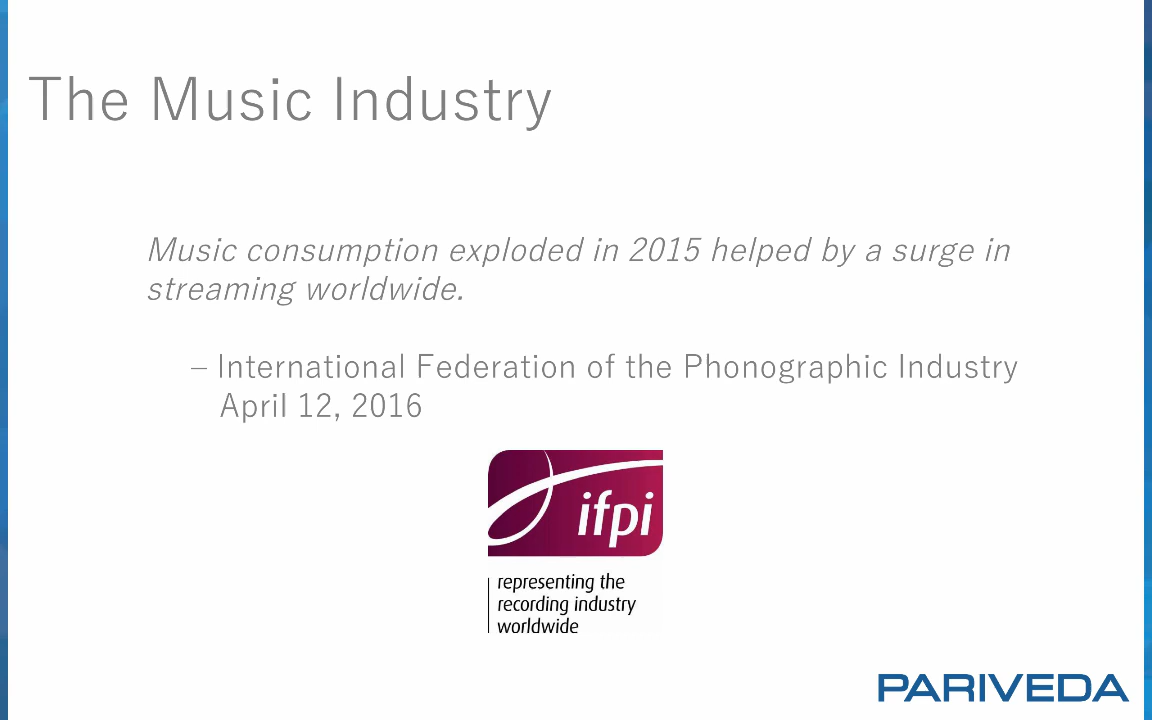 The Music Industry
Music consumption exploded in 2015 helped by a surge in
streaming worldwide.
– International Federation of the Phonographic Industry
April 12, 2016
ifpi
representing the
recording industry
worldwide
PARIVEDA